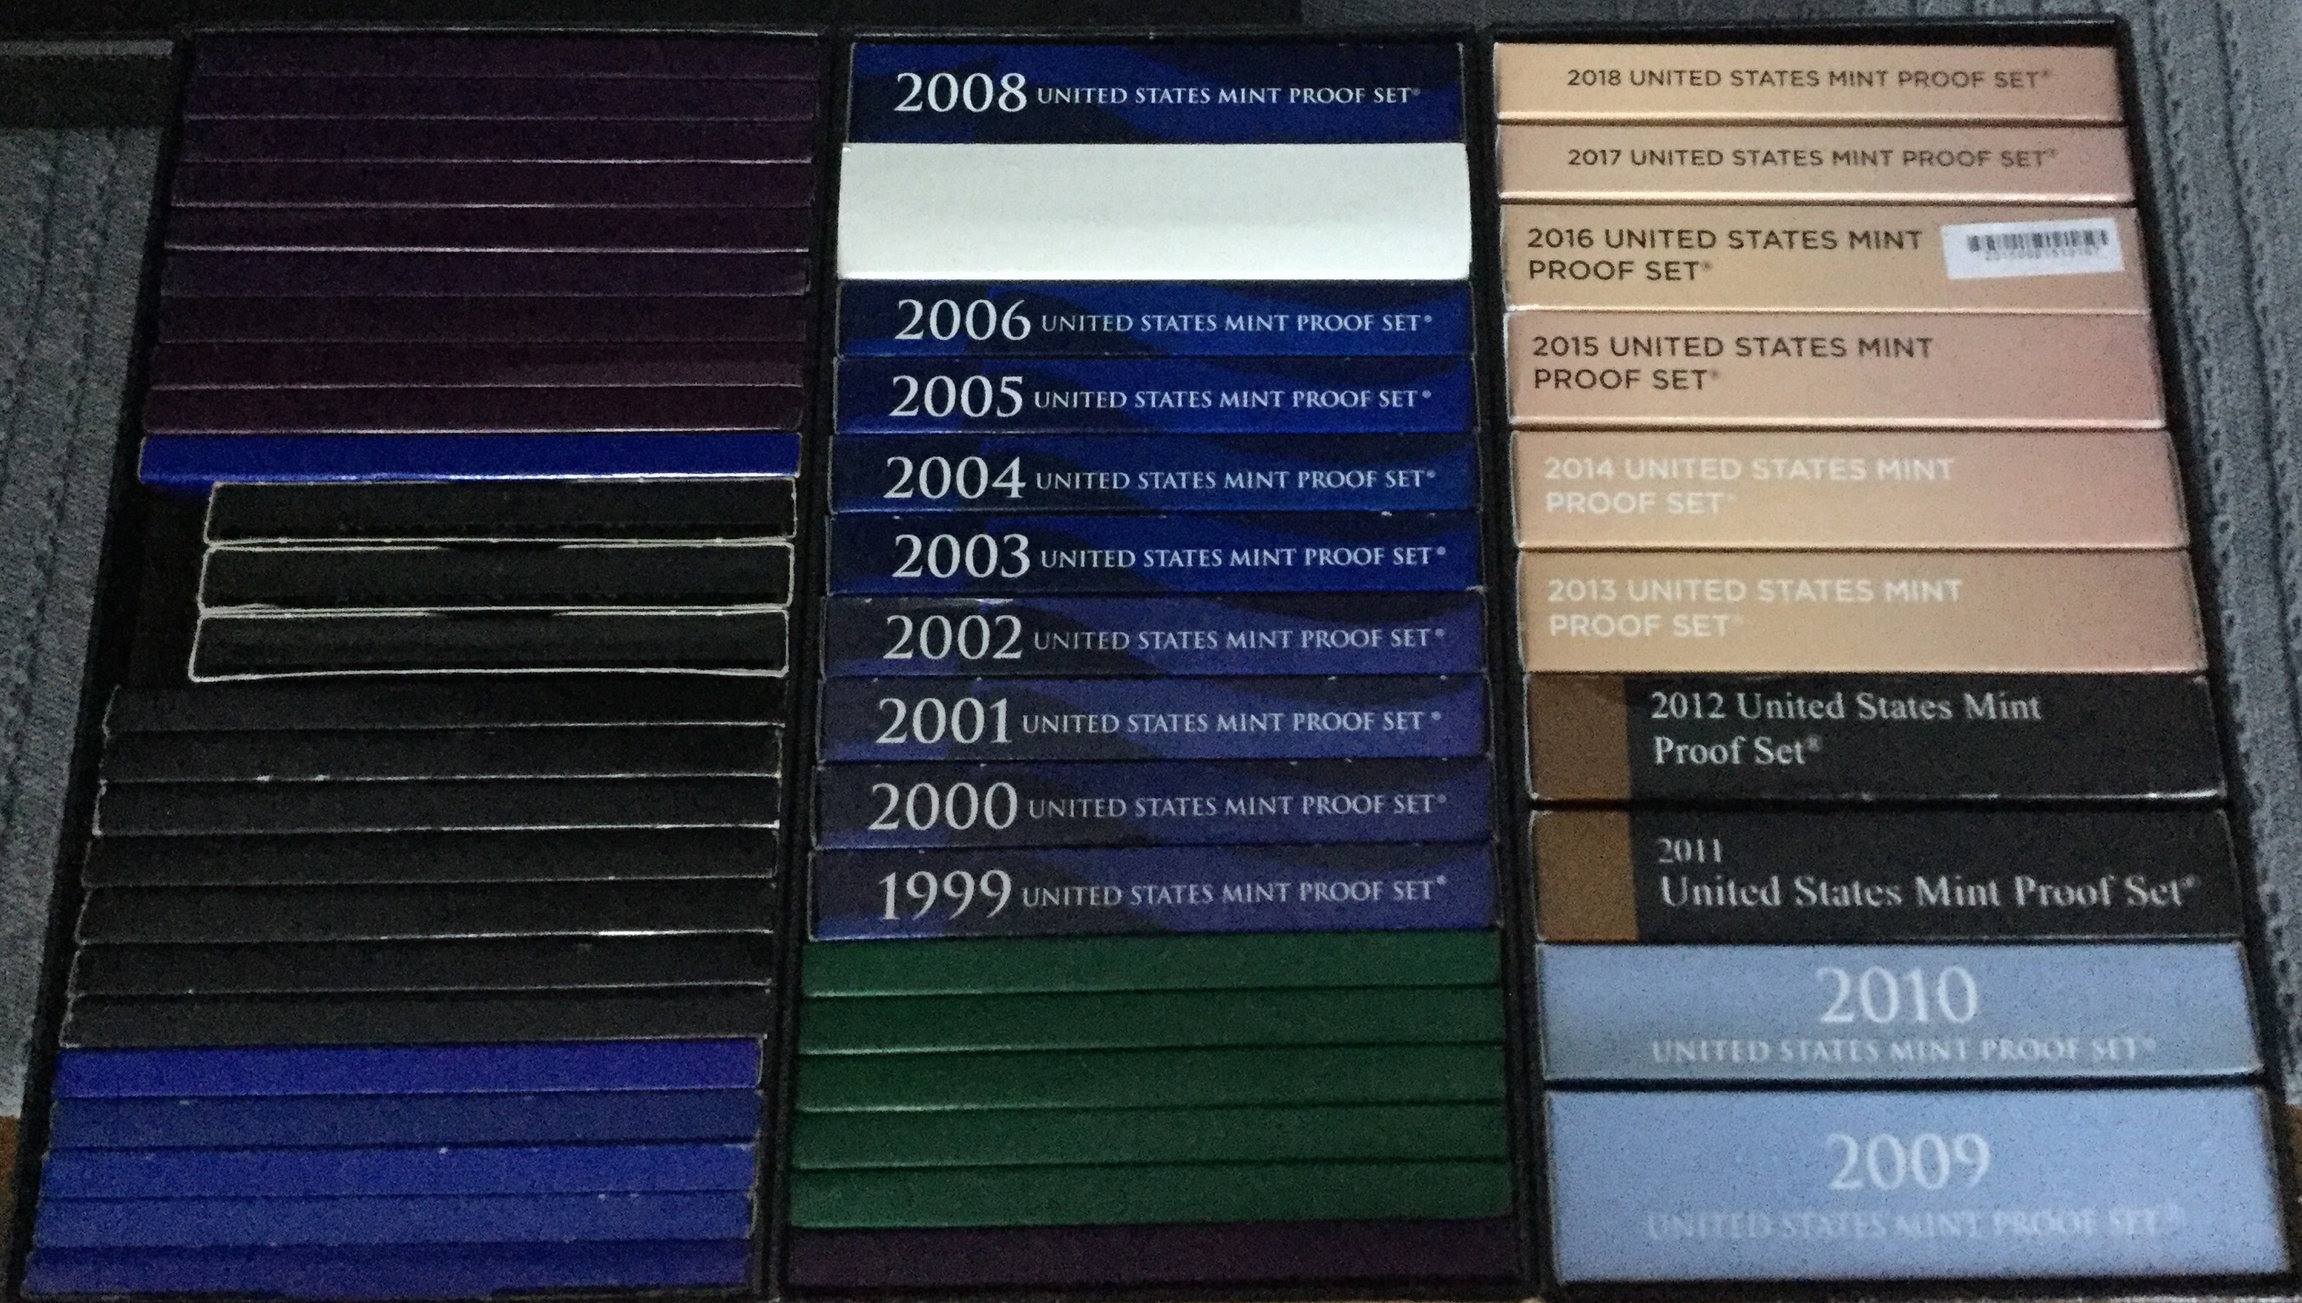 2008 UNITED STATES MINT PROOF SET®
2006 UNITED STATES MINT PROOF SET®
2005 UNITED STATES MINT PROOF SET®
2004 UNITED STATES MINT PROOF SET®
2003 UNITED STATES MINT PROOF SET®
2002 UNITED STATES MINT PROOF SET®
2001 UNITED STATES MINT PROOF SET®
2000 UNITED STATES MINT PROOF SET®
1999 UNITED STATES MINT PROOF SET®
2018 UNITED STATES MINT PROOF SET®
2017 UNITED STATES MINT PROOF SET®
2016 UNITED STATES MINT
PROOF SET®
2015 UNITED STATES MINT
PROOF SET®
2014 UNITED STATES MINT
PROOF SET®
2013 UNITED STATES MINT
PROOF SET®
2012 United States Mint
Proof Set®
2011
United States Mint Proof Set®
2010
UNITED STATES MINT PROOF SET®
2009
UNITED STATES MINT PROOF SET®